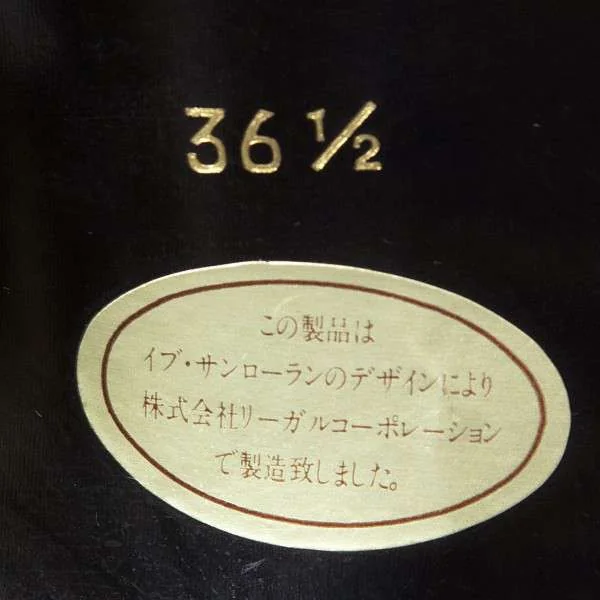 36 1/2
この製品は
イブ・サンローランのデザインにより
株式会社リーガルコーポレーション
で製造致しました。